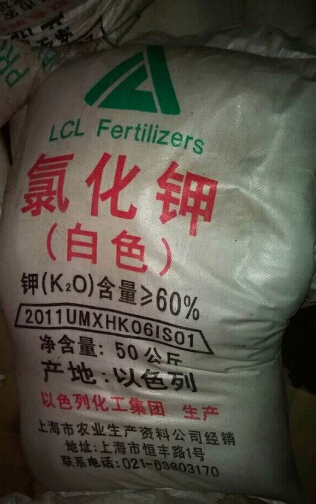 LCL Fertilizers
氯化钾
(白色)
钾(K₂O)含量≥60%
2011UMXHK06IS01
净含量: 50公斤
产地:以色列
以色列化工集团 生产
上海市农业生产资料公司经销
地址:上海市恒丰路1号
联系电话:021-63803170